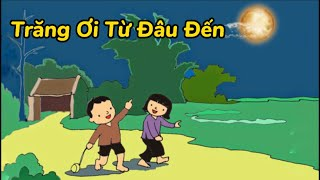 Trăng Ơi Từ Đâu Đến